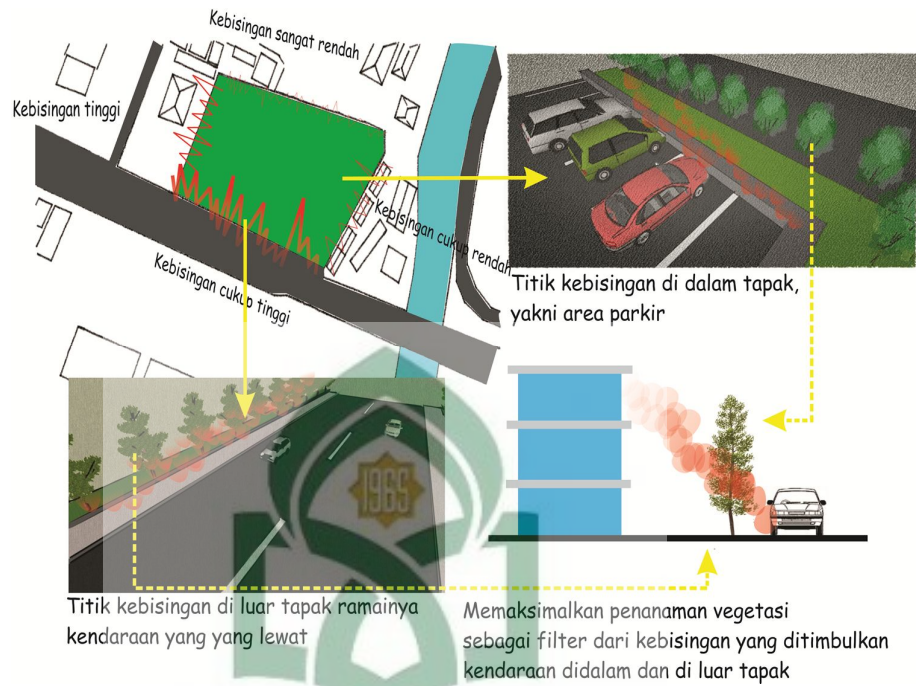 Kebisingan sangat rendah
Kebisingan tinggi
Kebisingan cukup rendah
Kebisingan cukup tinggi
Titik kebisingan di dalam tapak,
yakni area parkir
1965
Titik kebisingan di luar tapak ramainya
kendaraan yang yang lewat
Memaksimalkan penanaman vegetasi
sebagai filter dari kebisingan yang ditimbulkan
kendaraan didalam dan di luar tapak